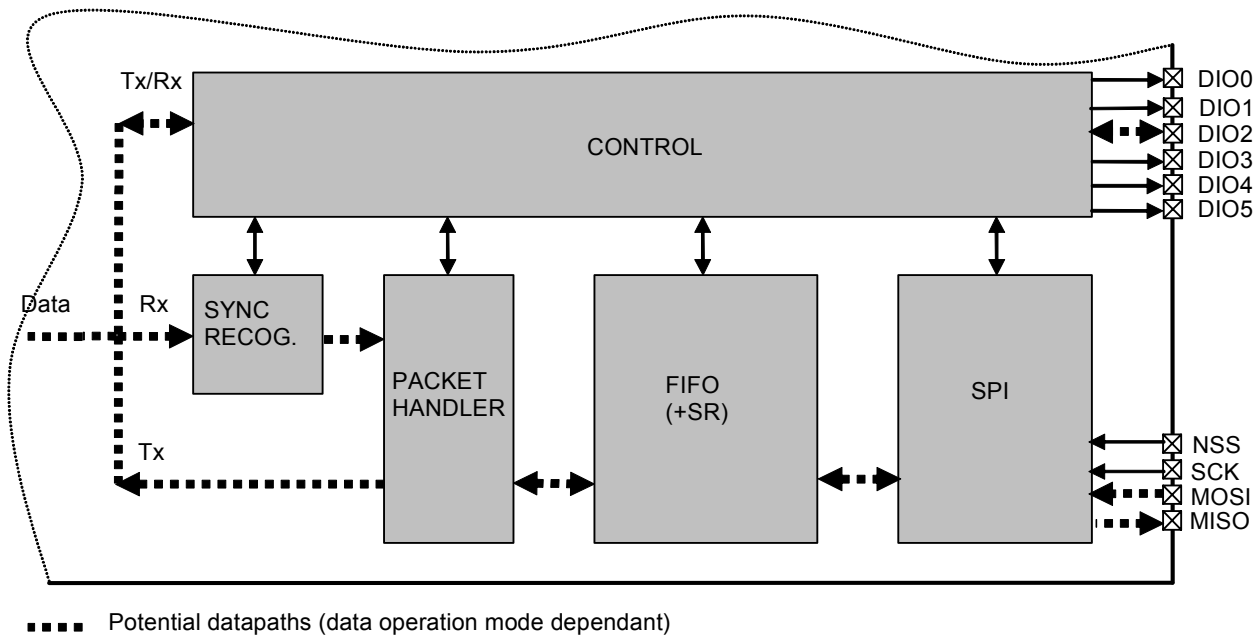 Tx/Rx
CONTROL
DIO0
DIO1
DIO2
DIO3
DIO4
DIO5
Data
Rx
SYNC
RECOG.
PACKET
HANDLER
FIFO
(+SR)
SPI
Tx
NSS
SCK
MOSI
MISO
Potential datapaths (data operation mode dependant)